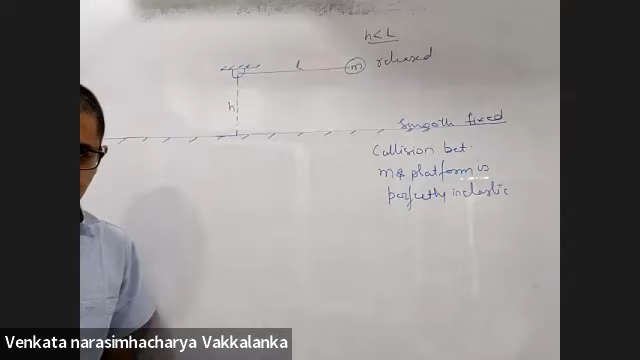 h<L
l
m
released
h
smooth fixed
Collision bet.
m & platform is
perfectly inelastic
Venkata narasimhacharya Vakkalanka